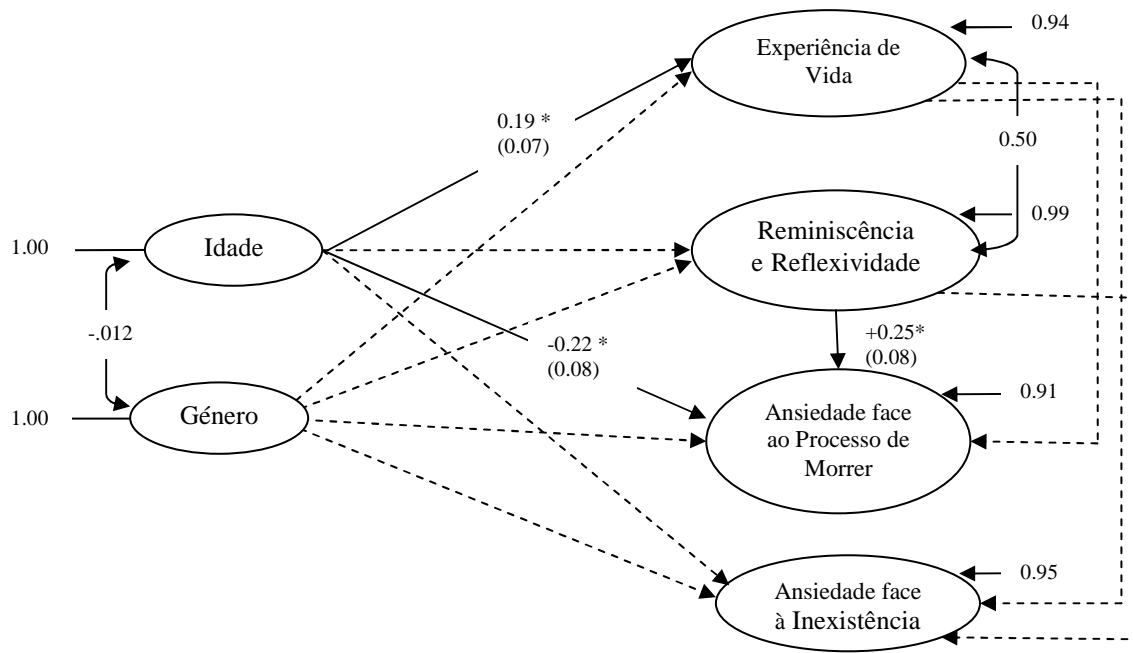 Experiência de
Vida
0.94
0.19 *
(0.07)
0.50
1.00
Idade
Reminiscência
e Reflexividade
0.99
-.012
-0.22 *
(0.08)
+0.25*
(0.08)
1.00
Género
Ansiedade face
ao Processo de
Morrer
0.91
Ansiedade face
à Inexistência
0.95